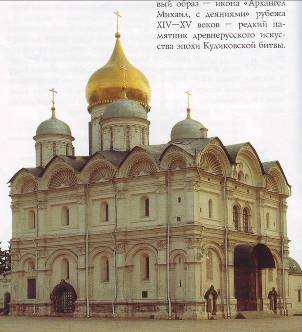 вый образ — икона «Архангел
Михаил, с деяниями» рубежа
XIV—XV веков — редкий па-
мятник древнерусского искус-
ства эпохи Куликовской битвы.